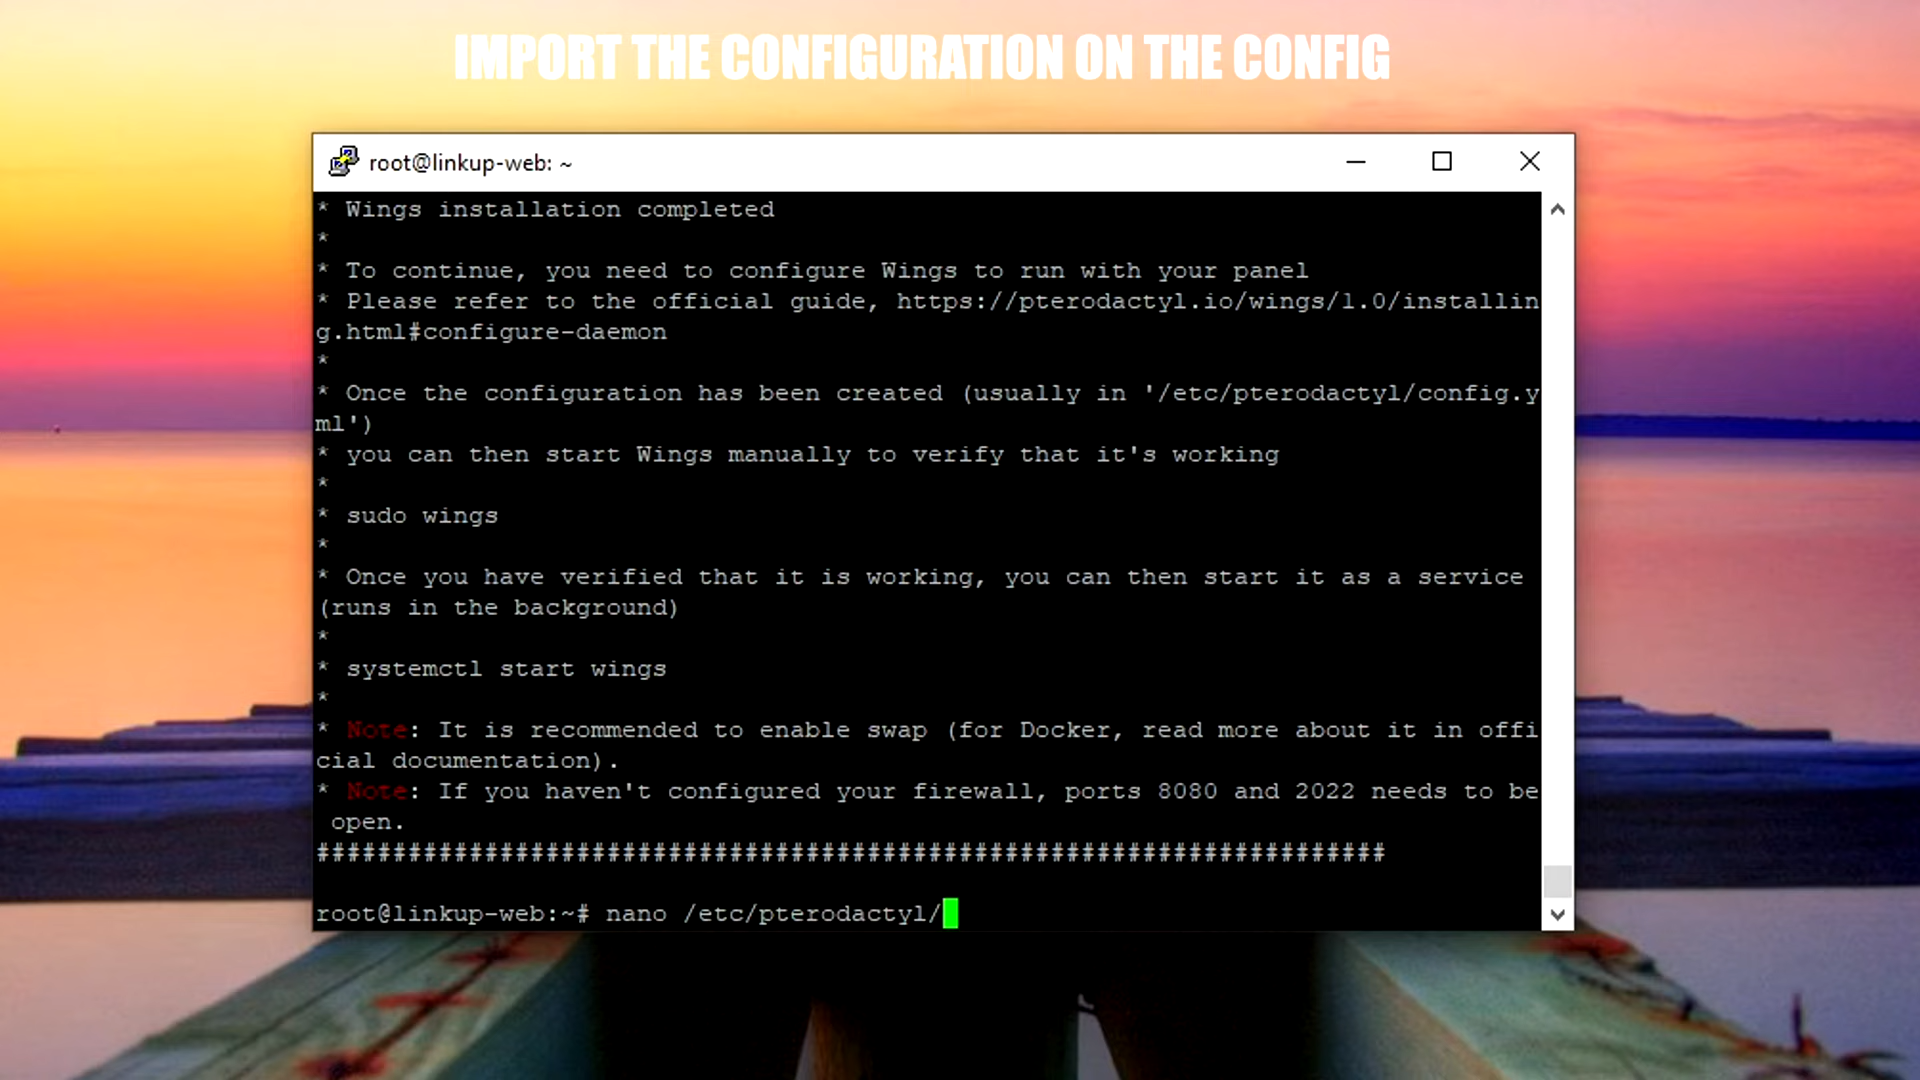 IMPORT THE CONFIGURATION ON THE CONFIG
root@linkup-web: ~
* Wings installation completed
*
* To continue, you need to configure Wings to run with your panel
* Please refer to the official guide, https://pterodactyl.io/wings/1.0/installin
g.html#configure-daemon
*
* Once the configuration has been created (usually in '/etc/pterodactyl/config.y
ml')
* you can then start Wings manually to verify that it's working
*
* sudo wings
*
* Once you have verified that it is working, you can then start it as a service
(runs in the background)
*
* systemctl start wings
*
* Note: It is recommended to enable swap (for Docker, read more about it in offi
cial documentation).
* Note: If you haven't configured your firewall, ports 8080 and 2022 needs to be
 open.
######################################################################
root@linkup-web:~# nano /etc/pterodactyl/